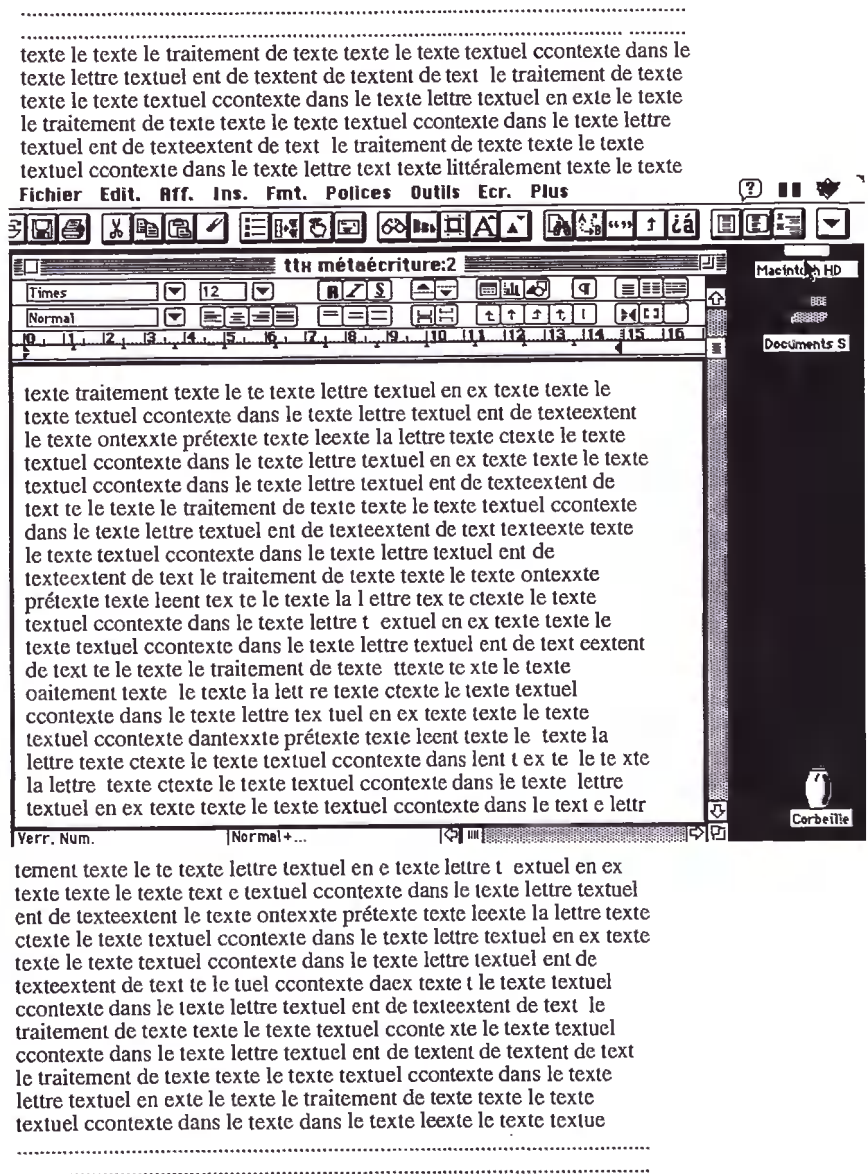 texte le texte le traitement de texte texte le texte textuel ccontexte dans le
texte lettre textuel ent de textent de textent de text le traitement de texte
texte le texte textuel ccontexte dans le texte lettre textuel en exte le texte
le traitement de texte texte le texte textuel ccontexte dans le texte lettre
textuel ent de texteextent de text le traitement de texte texte le texte
textuel ccontexte dans le texte lettre text texte littéralement texte le texte
Fichier Edit. Aff. Ins. Fmt. Polices Outils Ecr. Plus
ttx métaécriture:2
Macintosh HD
Times 12
Normal
Documents S
0 1 2 3 4 5 6 7 8 9 10 11 12 13 14 15 16
texte traitement texte le te texte lettre textuel en ex texte texte le
texte textuel ccontexte dans le texte lettre textuel ent de texteextent
le texte ontexxte prétexte texte leexte la lettre texte ctexte le texte
textuel ccontexte dans le texte lettre textuel en ex texte texte le texte
textuel ccontexte dans le texte lettre textuel ent de texteextent de
text te le texte le traitement de texte texte le texte textuel ccontexte
dans le texte lettre textuel ent de texteextent de text texteexte texte
le texte textuel ccontexte dans le texte lettre textuel ent de
texteextent de text le traitement de texte texte le texte ontexxte
prétexte texte leent tex te le texte la l ettre tex te ctexte le texte
textuel ccontexte dans le texte lettre t extuel en ex texte texte le
texte textuel ccontexte dans le texte lettre textuel ent de text eextent
de text te le texte le traitement de texte ttexte te xte le texte
oaitement texte le texte la lett re texte ctexte le texte textuel
ccontexte dans le texte lettre tex tuel en ex texte texte le texte
textuel ccontexte dantexxte prétexte texte leent texte le texte la
lettre texte ctexte le texte textuel ccontexte dans lent t ex te le te xte
la lettre texte ctexte le texte textuel ccontexte dans le texte lettre
textuel en ex texte texte le texte textuel ccontexte dans le text e lettr
Corbeille
Verr. Num. Normal+...
tement texte le te texte lettre textuel en e texte lettre t extuel en ex
texte texte le texte text e textuel ccontexte dans le texte lettre textuel
ent de texteextent le texte ontexxte prétexte texte leexte la lettre texte
ctexte le texte textuel ccontexte dans le texte lettre textuel en ex texte
texte le texte textuel ccontexte dans le texte lettre textuel ent de
texteextent de text te le tuel ccontexte daex texte t le texte textuel
ccontexte dans le texte lettre textuel ent de texteextent de text le
traitement de texte texte le texte textuel cconte xte le texte textuel
ccontexte dans le texte lettre textuel ent de textent de textent de text
le traitement de texte texte le texte textuel ccontexte dans le texte
lettre textuel en exte le texte le traitement de texte texte le texte
textuel ccontexte dans le texte dans le texte leexte le texte textue